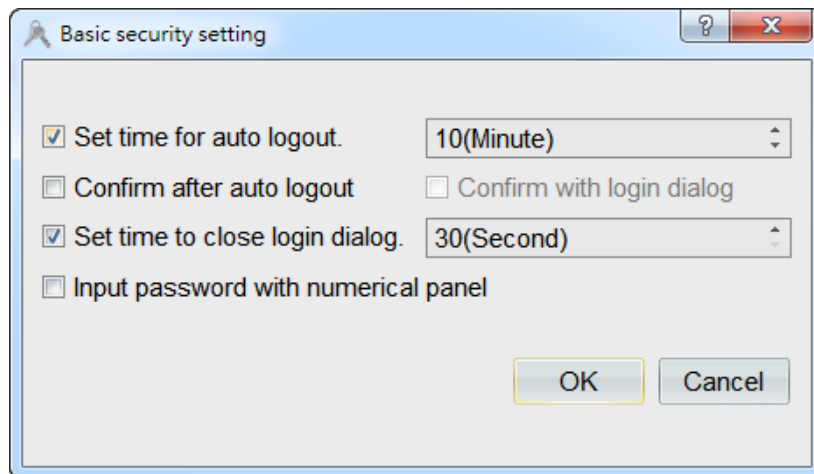 Basic security setting
Set time for auto logout. 10(Minute)
Confirm after auto logout Confirm with login dialog
Set time to close login dialog. 30(Second)
Input password with numerical panel
OK Cancel